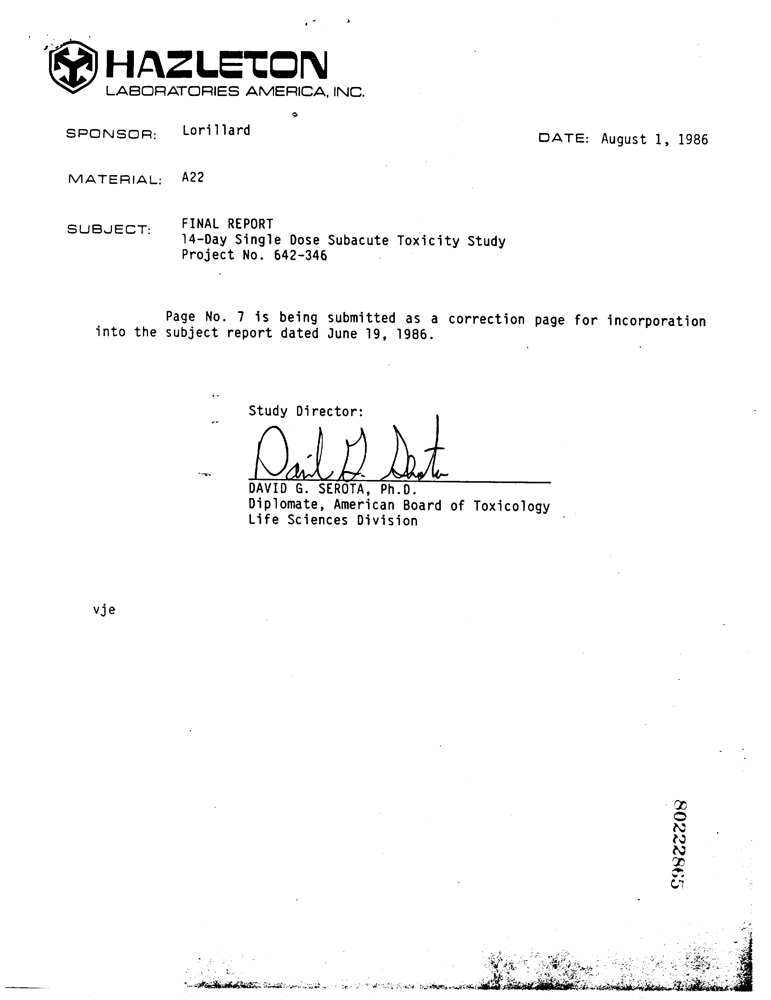 HAZLETON
LABORATORIES AMERICA, INC.
SPONSOR: Lorillard
DATE: August 1, 1986
MATERIAL: A22
SUBJECT: FINAL REPORT
14-Day Single Dose Subacute Toxicity Study
Project No. 642-346
Page No. 7 is being submitted as a correction page for incorporation
into the subject report dated June 19, 1986.
Study Director:
David G. Serota
DAVID G. SEROTA, Ph.D.
Diplomate, American Board of Toxicology
Life Sciences Division
vje
80222865